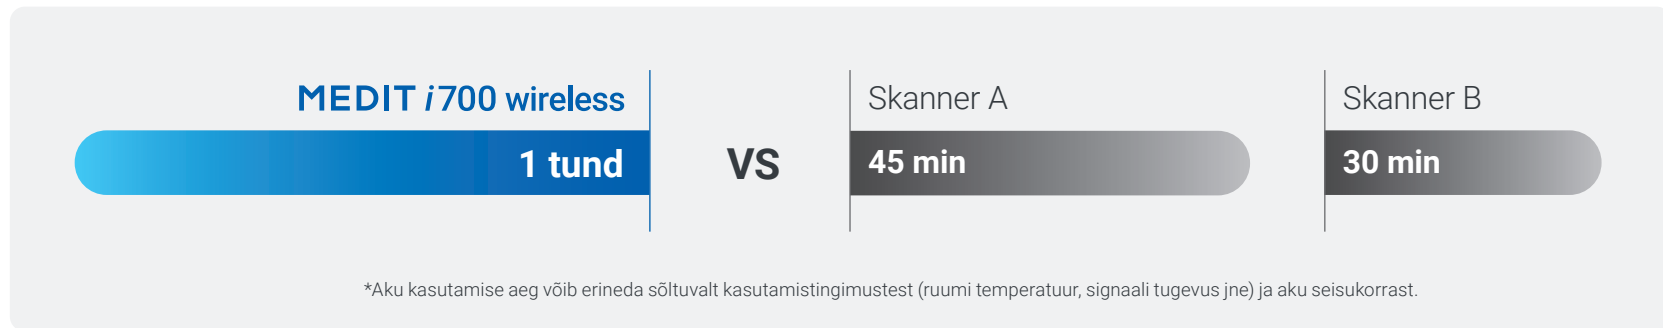 MEDIT i700 wireless
1 tund
VS
Skanner A
45 min
Skanner B
30 min
*Aku kasutamise aeg võib erineda sõltuvalt kasutamistingimustest (ruumi temperatuur, signaali tugevus jne) ja aku seisukorrast.